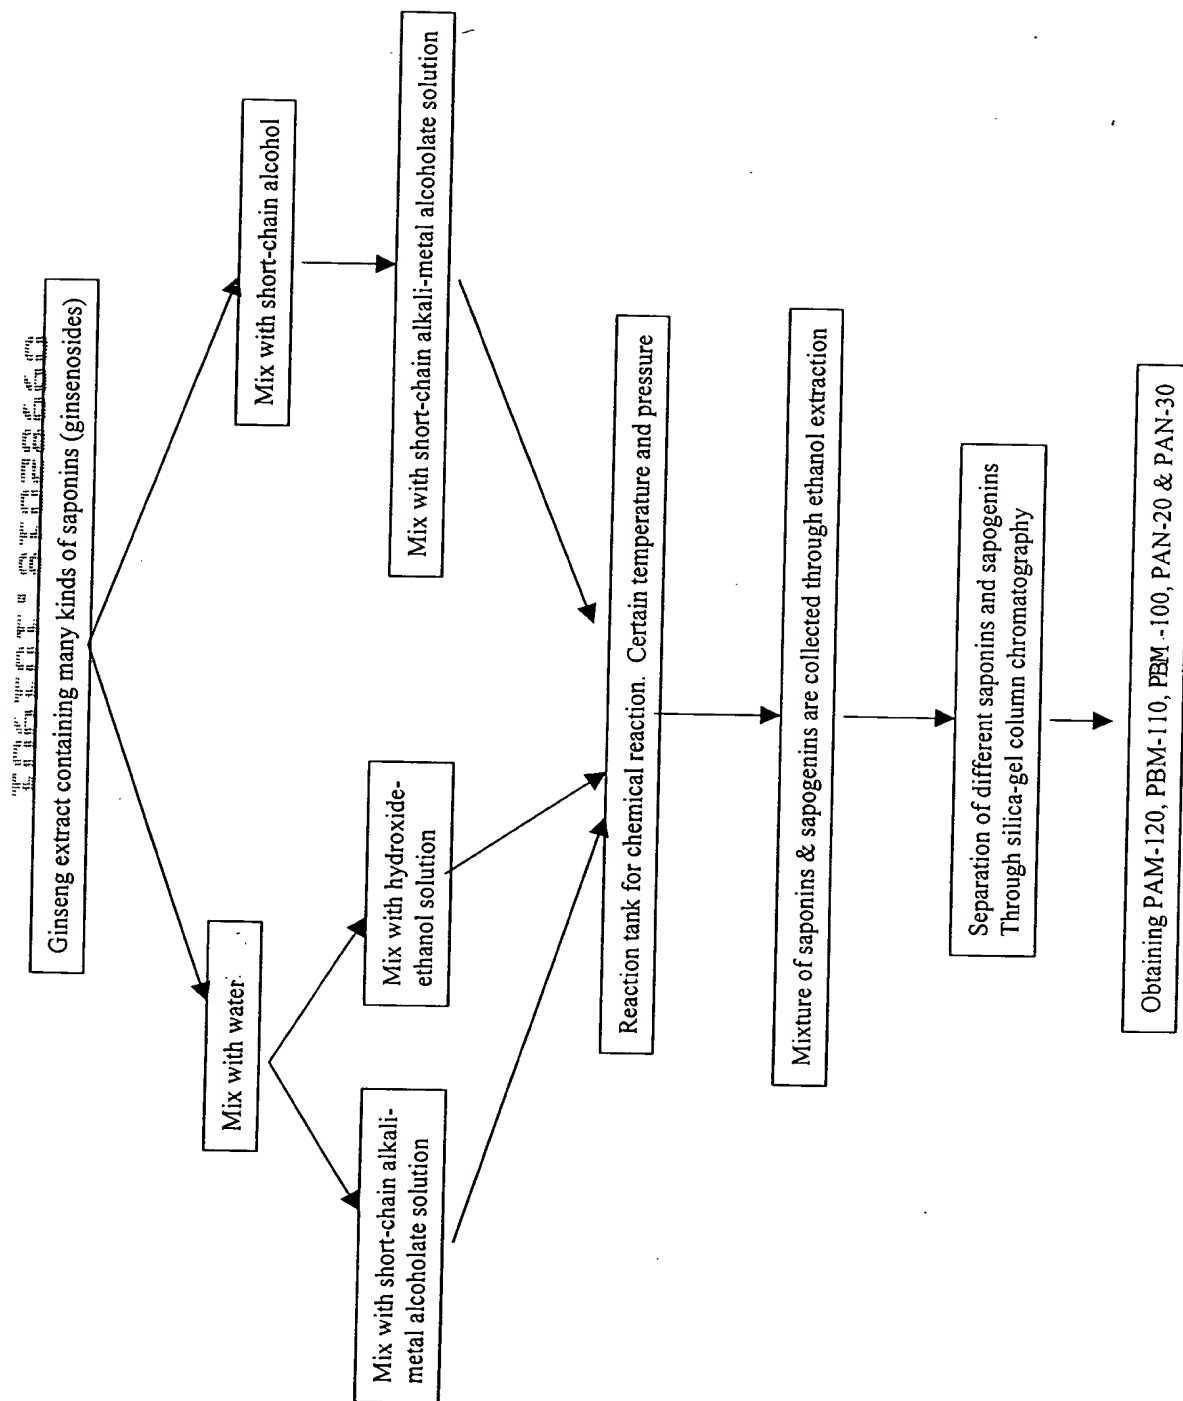 Ginseng extract containing many kinds of saponins (ginsenosides)
Mix with water
Mix with short-chain alcohol
Mix with short-chain alkali-
metal alcoholate solution
Mix with hydroxide-
ethanol solution
Mix with short-chain alkali-metal alcoholate solution
Reaction tank for chemical reaction. Certain temperature and pressure
Mixture of saponins & sapogenins are collected through ethanol extraction
Separation of different saponins and sapogenins
Through silica-gel column chromatography
Obtaining PAM-120, PBM-110, PBM-100, PAN-20 & PAN-30